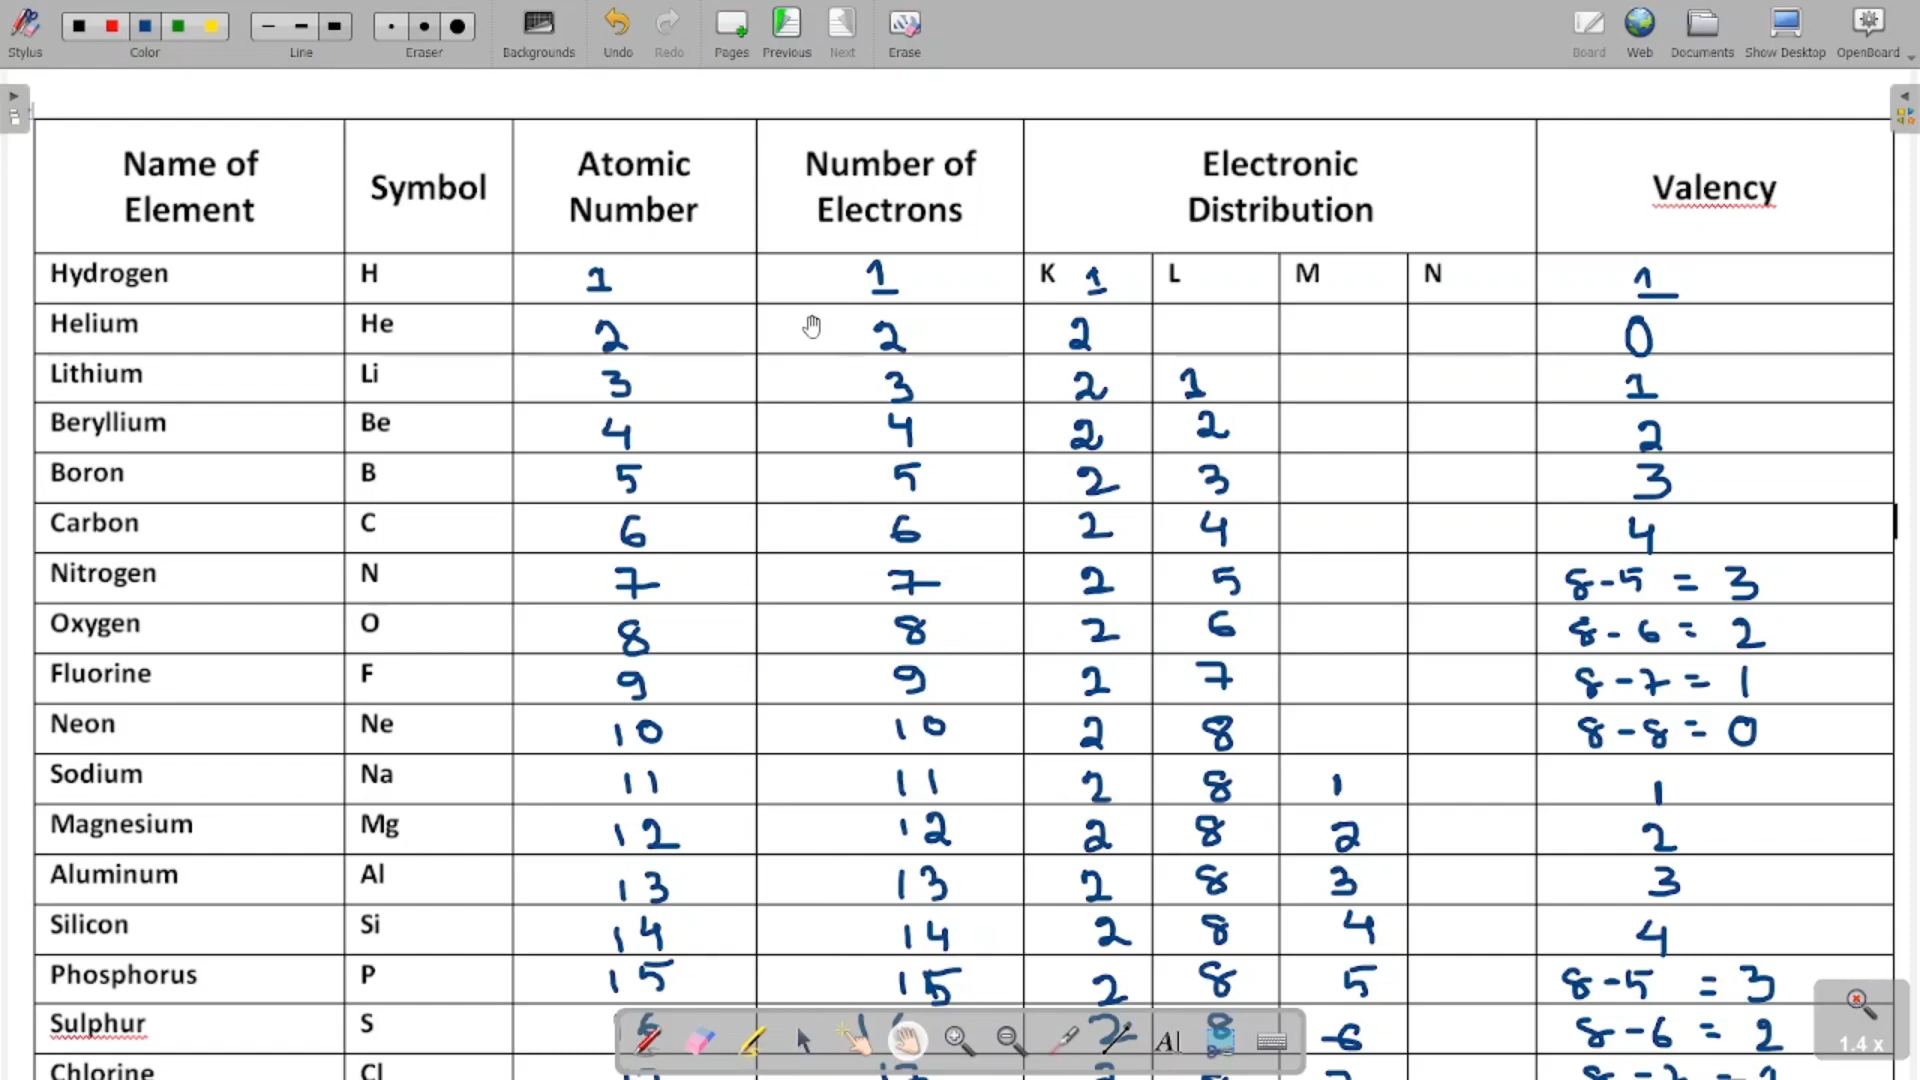 Stylus Color Line Eraser Backgrounds Undo Redo Pages Previous Next Erase Board Web Documents Show Desktop OpenBoard
Name of Element Symbol Atomic Number Number of Electrons Electronic Distribution Valency
Hydrogen H 1 1 K 1 L M N 1
Helium He 2 2 2 0
Lithium Li 3 3 2 1 1
Beryllium Be 4 4 2 2 2
Boron B 5 5 2 3 3
Carbon C 6 6 2 4 4
Nitrogen N 7 7 2 5 8-5 = 3
Oxygen O 8 8 2 6 8-6 = 2
Fluorine F 9 9 2 7 8-7 = 1
Neon Ne 10 10 2 8 8-8 = 0
Sodium Na 11 11 2 8 1 1
Magnesium Mg 12 12 2 8 2 2
Aluminum Al 13 13 2 8 3 3
Silicon Si 14 14 2 8 4 4
Phosphorus P 15 15 2 8 5 8-5 = 3
Sulphur S 2 8 6 8-6 = 2
Chlorine Cl
1.4 x